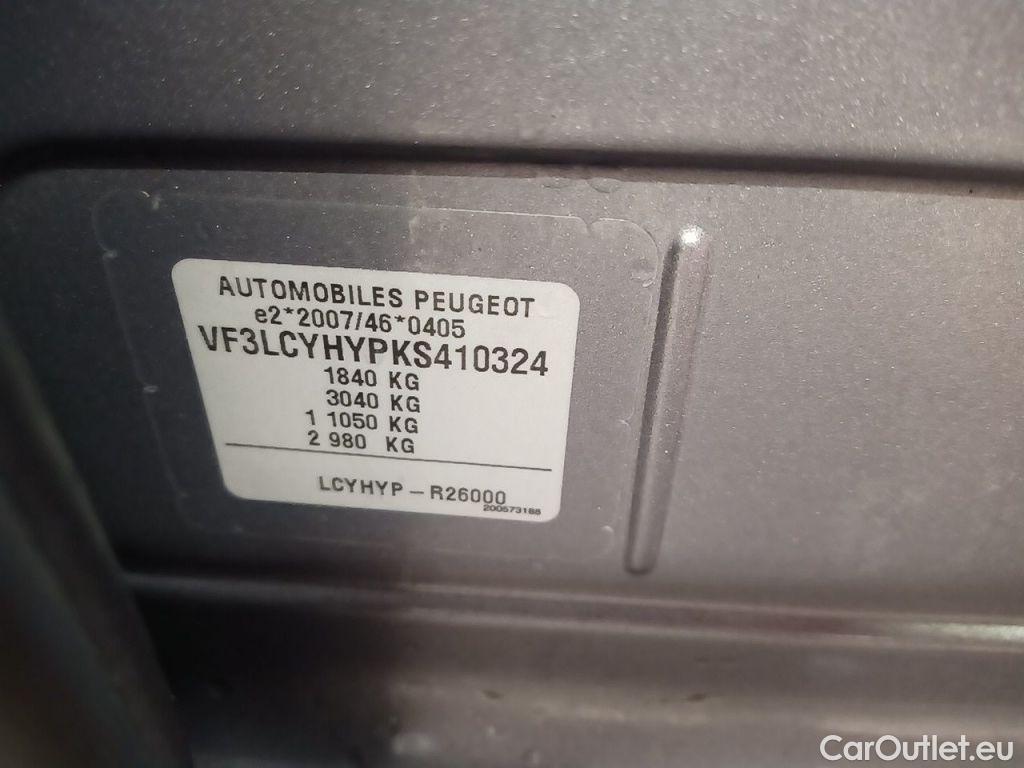 AUTOMOBILES PEUGEOT
e2*2007/46*0405
VF3LCYHYPKS410324
1840 KG
3040 KG
1 1050 KG
2 980 KG
LCYHYP - R26000
200573188
CarOutlet.eu